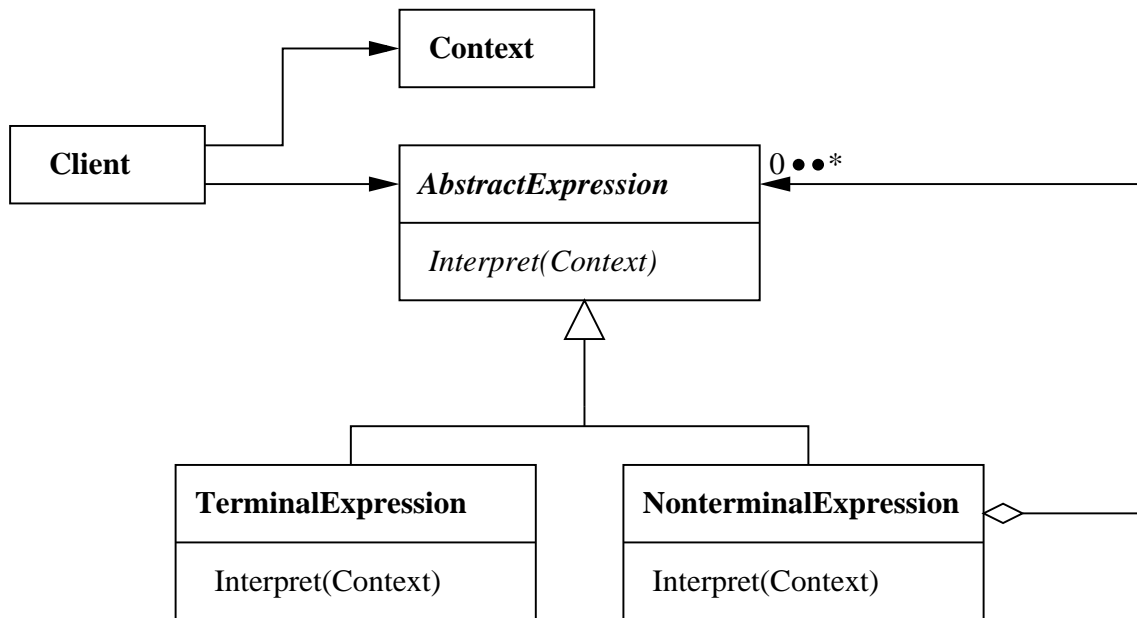 Context
Client
AbstractExpression
0 ● ● *
Interpret(Context)
TerminalExpression
NonterminalExpression
Interpret(Context)
Interpret(Context)